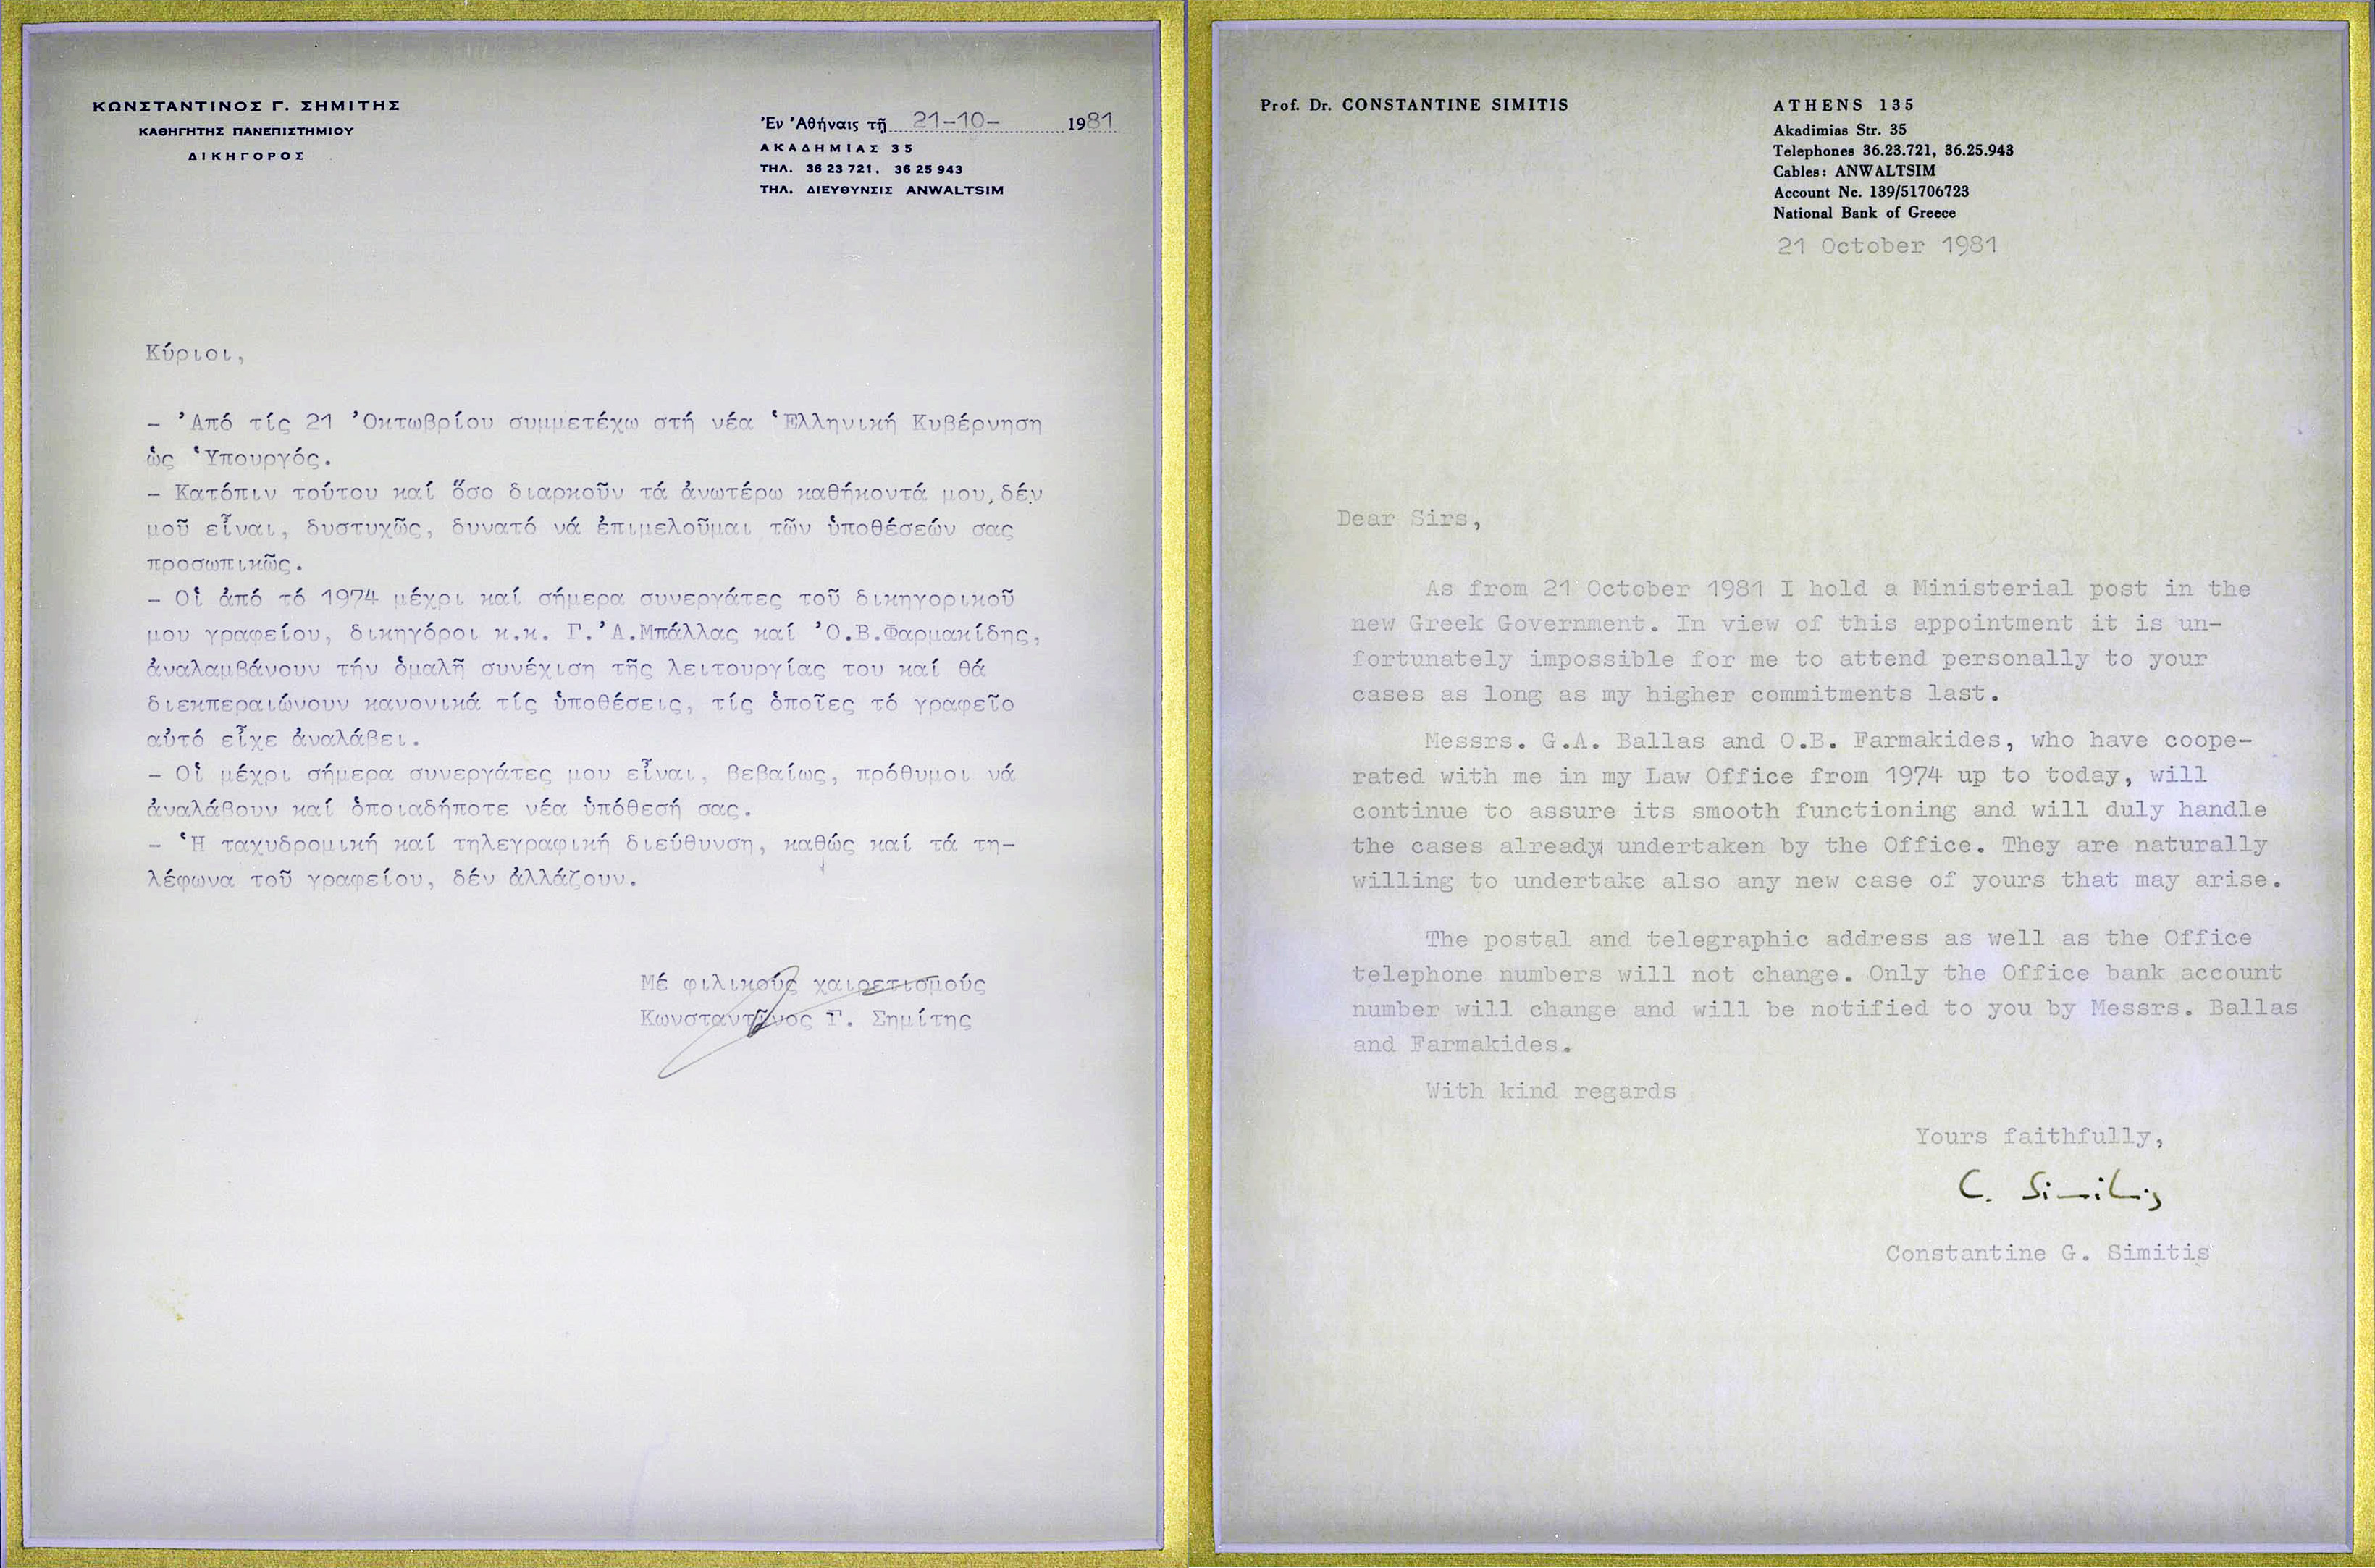 ΚΩΝΣΤΑΝΤΙΝΟΣ Γ. ΣΗΜΙΤΗΣ
ΚΑΘΗΓΗΤΗΣ ΠΑΝΕΠΙΣΤΗΜΙΟΥ
ΔΙΚΗΓΟΡΟΣ
Ἐν Ἀθήναις τῇ 21-10- 1981
ΑΚΑΔΗΜΙΑΣ 35
ΤΗΛ. 36 23 721, 36 25 943
ΤΗΛ. ΔΙΕΥΘΥΝΣΙΣ ANWALTSIM
Κύριοι,
- Ἀπό τίς 21 Ὀκτωβρίου συμμετέχω στή νέα Ἑλληνική Κυβέρνηση
ὡς Ὑπουργός.
- Κατόπιν τούτου καί ὅσο διαρκοῦν τά ἀνωτέρω καθήκοντά μου, δέν
μοῦ εἶναι, δυστυχῶς, δυνατό νά ἐπιμελοῦμαι τῶν ὑποθέσεών σας
προσωπικῶς.
- Οἱ ἀπό τό 1974 μέχρι καί σήμερα συνεργάτες τοῦ δικηγορικοῦ
μου γραφείου, δικηγόροι κ.κ. Γ.Ἀ.Μπάλλας καί Ὀ.Β.Φαρμακίδης,
ἀναλαμβάνουν τήν ὁμαλῆ συνέχιση τῆς λειτουργίας του καί θά
διεκπεραιώνουν κανονικά τίς ὑποθέσεις, τίς ὁποῖες τό γραφεῖο
αὐτό εἶχε ἀναλάβει.
- Οἱ μέχρι σήμερα συνεργάτες μου εἶναι, βεβαίως, πρόθυμοι νά
ἀναλάβουν καί ὁποιαδήποτε νέα ὑπόθεσή σας.
- Ἡ ταχυδρομική καί τηλεγραφική διεύθυνση, καθώς καί τά τη-
λέφωνα τοῦ γραφείου, δέν ἀλλάζουν.
Μέ φιλικούς χαιρετισμούς
Κωνσταντῖνος Γ. Σημίτης
Prof. Dr. CONSTANTINE SIMITIS
ATHENS 135
Akadimias Str. 35
Telephones 36.23.721, 36.25.943
Cables: ANWALTSIM
Account Nc. 139/51706723
National Bank of Greece
21 October 1981
Dear Sirs,
As from 21 October 1981 I hold a Ministerial post in the
new Greek Government. In view of this appointment it is un-
fortunately impossible for me to attend personally to your
cases as long as my higher commitments last.
Messrs. G.A. Ballas and O.B. Farmakides, who have coope-
rated with me in my Law Office from 1974 up to today, will
continue to assure its smooth functioning and will duly handle
the cases already undertaken by the Office. They are naturally
willing to undertake also any new case of yours that may arise.
The postal and telegraphic address as well as the Office
telephone numbers will not change. Only the Office bank account
number will change and will be notified to you by Messrs. Ballas
and Farmakides.
With kind regards
Yours faithfully,
C. Simitis
Constantine G. Simitis